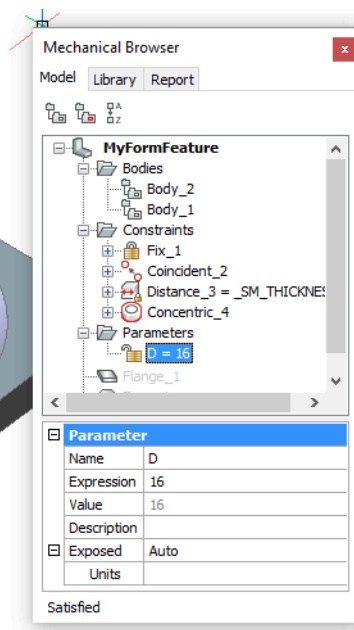 Mechanical Browser
x
Model Library Report
A
Z
MyFormFeature
Bodies
Body_2
Body_1
Constraints
Fix_1
Coincident_2
Distance_3 = _SM_THICKNES
Concentric_4
Parameters
D = 16
Flange_1
Parameter
Name D
Expression 16
Value 16
Description
Exposed Auto
Units
Satisfied